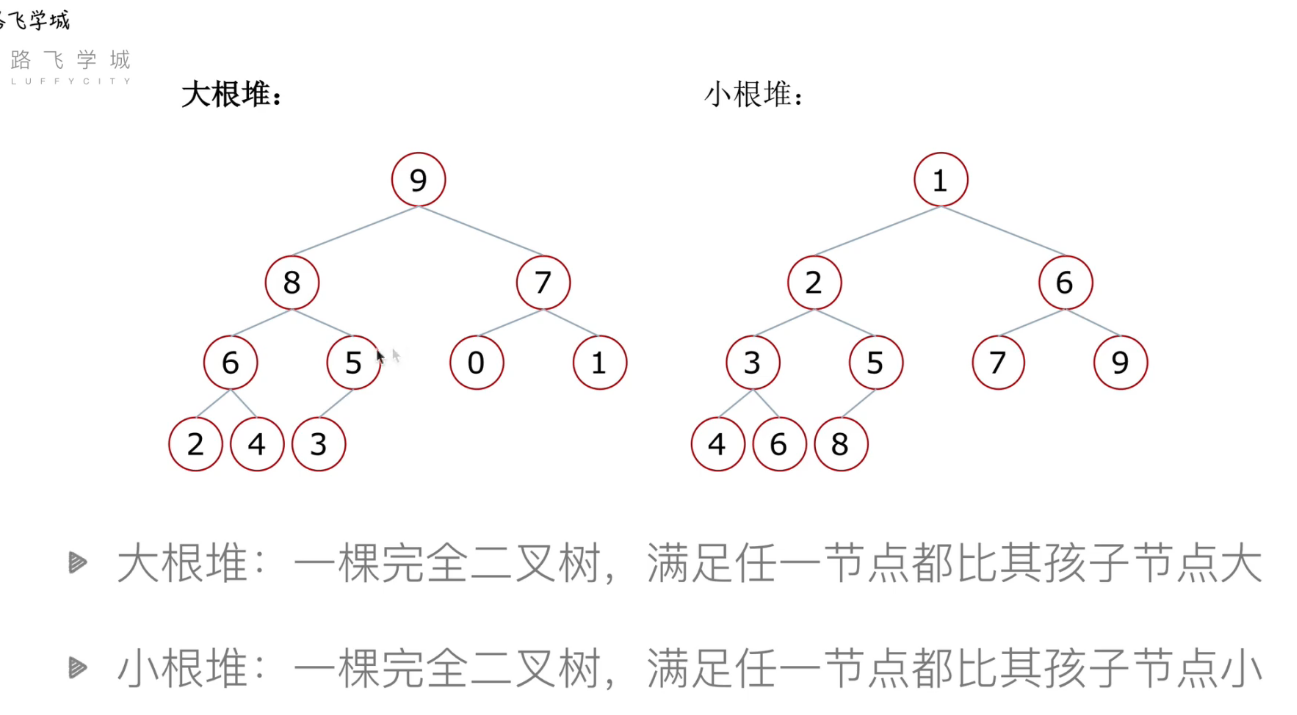 路飞学城
路飞学城
LUFFYCITY
大根堆：
小根堆：
9
1
8 7
2 6
6 5 0 1
3 5 7 9
2 4 3
4 6 8
大根堆：一棵完全二叉树，满足任一节点都比其孩子节点大
小根堆：一棵完全二叉树，满足任一节点都比其孩子节点小